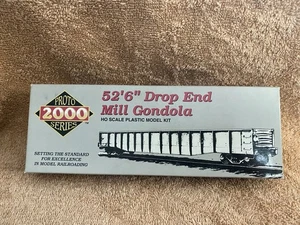 PROTO
2000
SERIES
52'6" Drop End
Mill Gondola
HO SCALE PLASTIC MODEL KIT
SETTING THE STANDARD
FOR EXCELLENCE
IN MODEL RAILROADING